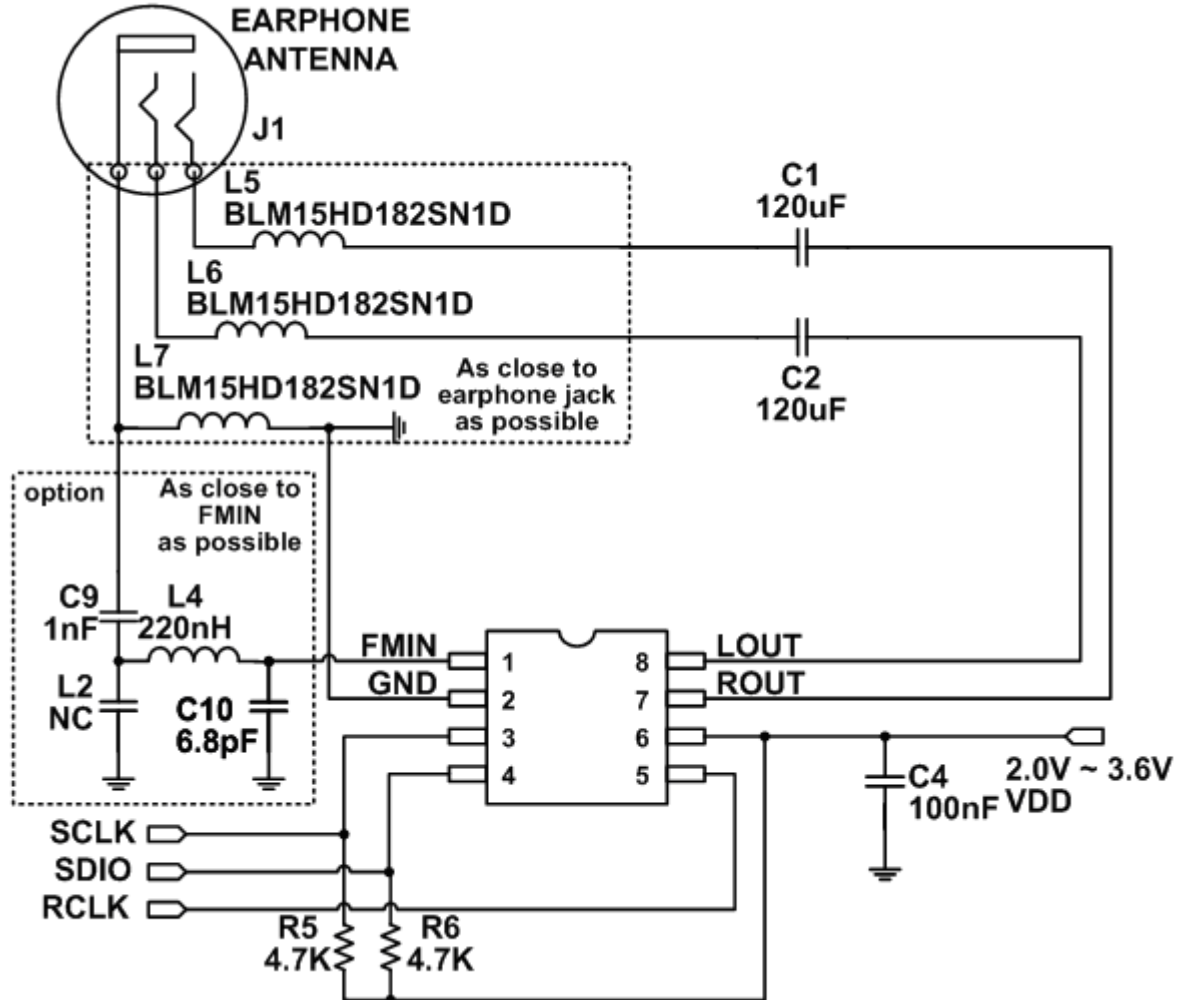 EARPHONE
ANTENNA
J1
L5
BLM15HD182SN1D
C1
120uF
L6
BLM15HD182SN1D
L7
BLM15HD182SN1D
As close to
earphone jack
as possible
C2
120uF
option
As close to
FMIN
as possible
C9
1nF
L4
220nH
L2
NC
C10
6.8pF
FMIN
GND
1
2
3
4
8
7
6
5
LOUT
ROUT
C4
100nF
2.0V ~ 3.6V
VDD
SCLK
SDIO
RCLK
R5
4.7K
R6
4.7K